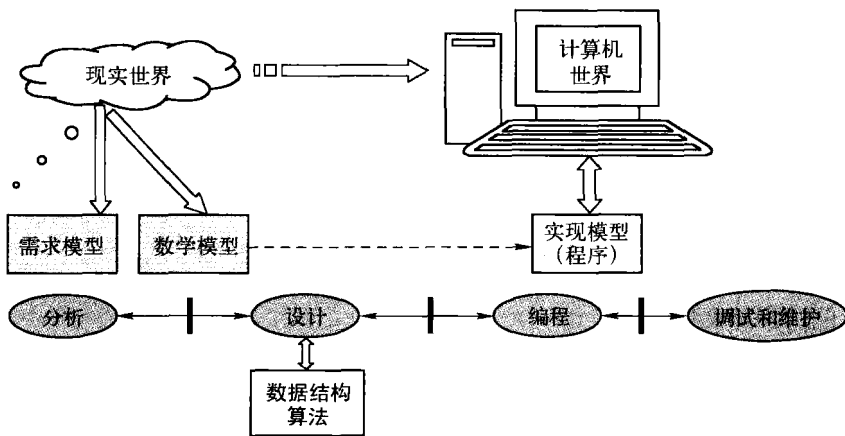 现实世界
计算机
世界
需求模型
数学模型
实现模型
（程序）
分析
设计
编程
调试和维护
数据结构
算法